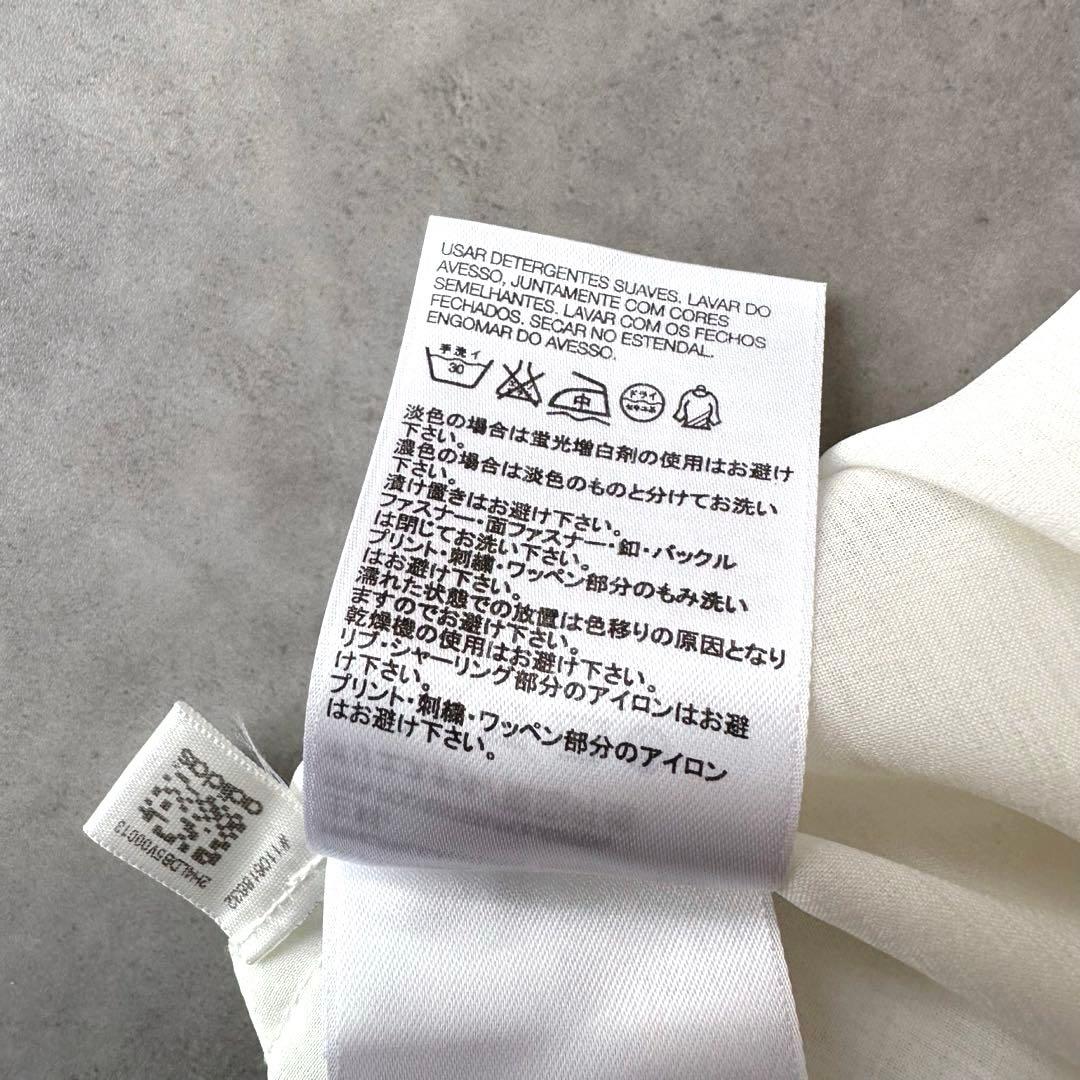 USAR DETERGENTES SUAVES. LAVAR DO
AVESSO, JUNTAMENTE COM CORES
SEMELHANTES. LAVAR COM OS FECHOS
FECHADOS. SECAR NO ESTENDAL.
ENGOMAR DO AVESSO.
手洗イ
30
中
ドライ
セキユ系
淡色の場合は蛍光増白剤の使用はお避け
下さい。
濃色の場合は淡色のものと分けてお洗い
下さい。
漬け置きはお避け下さい。
ファスナー・面ファスナー・釦・バックル
は閉じてお洗い下さい。
プリント・刺繍・ワッペン部分のもみ洗い
はお避け下さい。
濡れた状態での放置は色移りの原因となり
ますのでお避け下さい。
乾燥機の使用はお避け下さい。
リブ・シャーリング部分のアイロンはお避
け下さい。
プリント・刺繍・ワッペン部分のアイロン
はお避け下さい。
adidas
2H4LDB5V00013